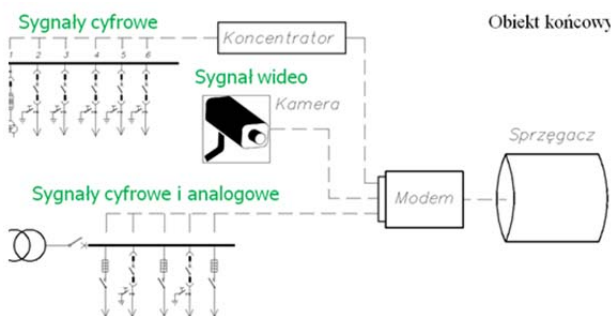 Sygnały cyfrowe
Obiekt końcowy
Koncentrator
1 2 3 4 5 6
Sygnał wideo
Kamera
Sprzęgacz
Sygnały cyfrowe i analogowe
Modem